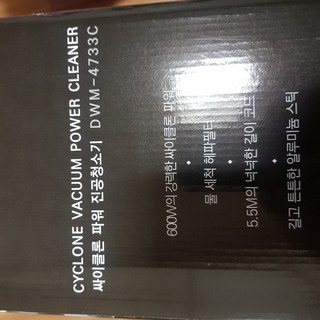 CYCLONE VACUUM POWER CLEANER
싸이클론 파워 진공청소기 DWM-4733C
600W의 강력한 싸이클론 파워
물 세척 헤파필터
5.5M의 넉넉한 길이 코드
길고 튼튼한 알루미늄 스틱